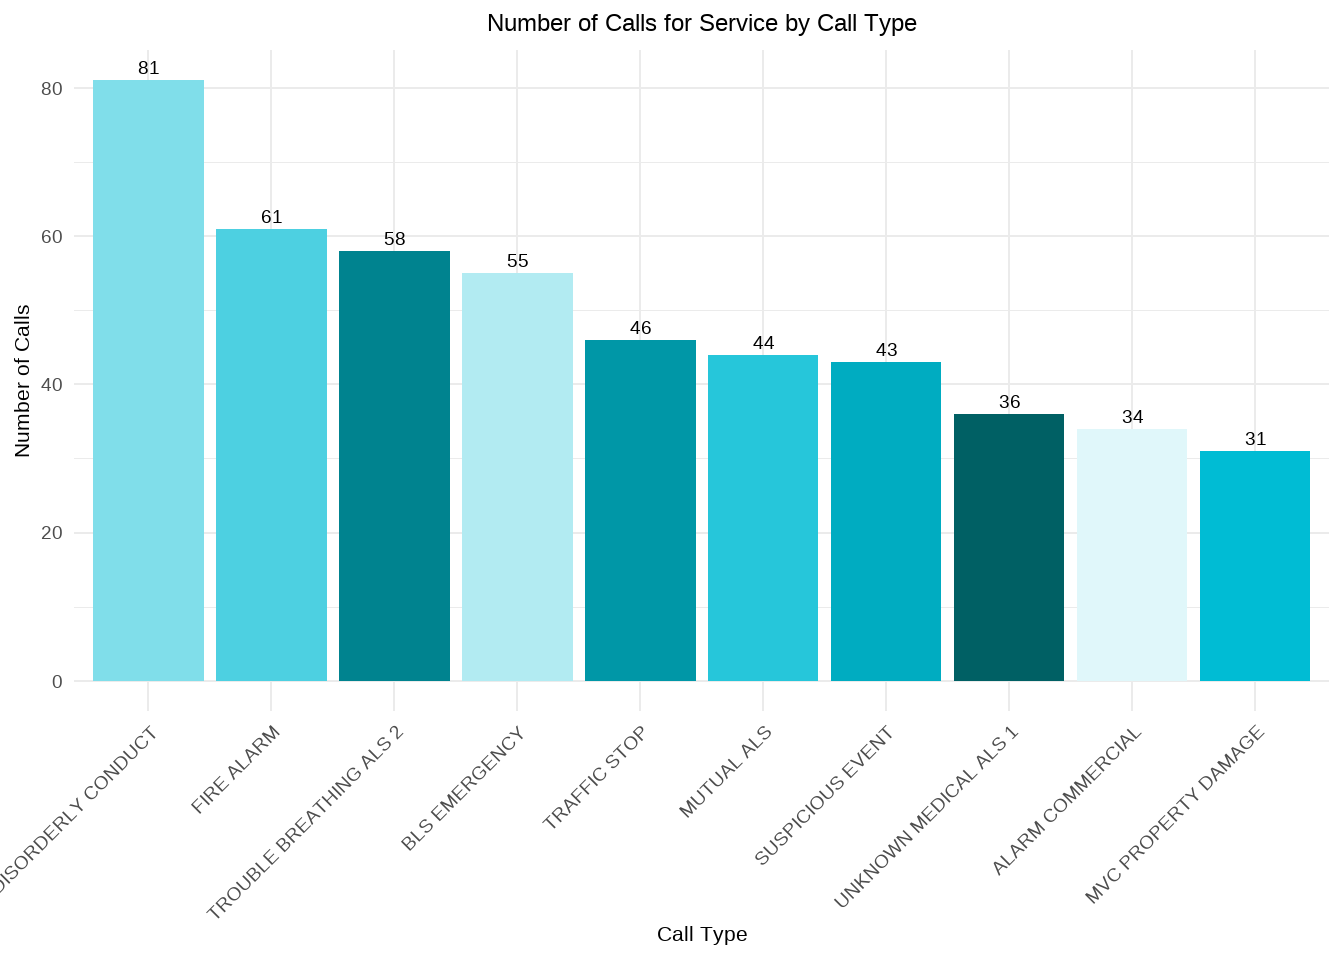 Number of Calls for Service by Call Type
Number of Calls
80
60
40
20
0
81
61
58
55
46
44
43
36
34
31
DISORDERLY CONDUCT
FIRE ALARM
TROUBLE BREATHING ALS 2
BLS EMERGENCY
TRAFFIC STOP
MUTUAL ALS
SUSPICIOUS EVENT
UNKNOWN MEDICAL ALS 1
ALARM COMMERCIAL
MVC PROPERTY DAMAGE
Call Type